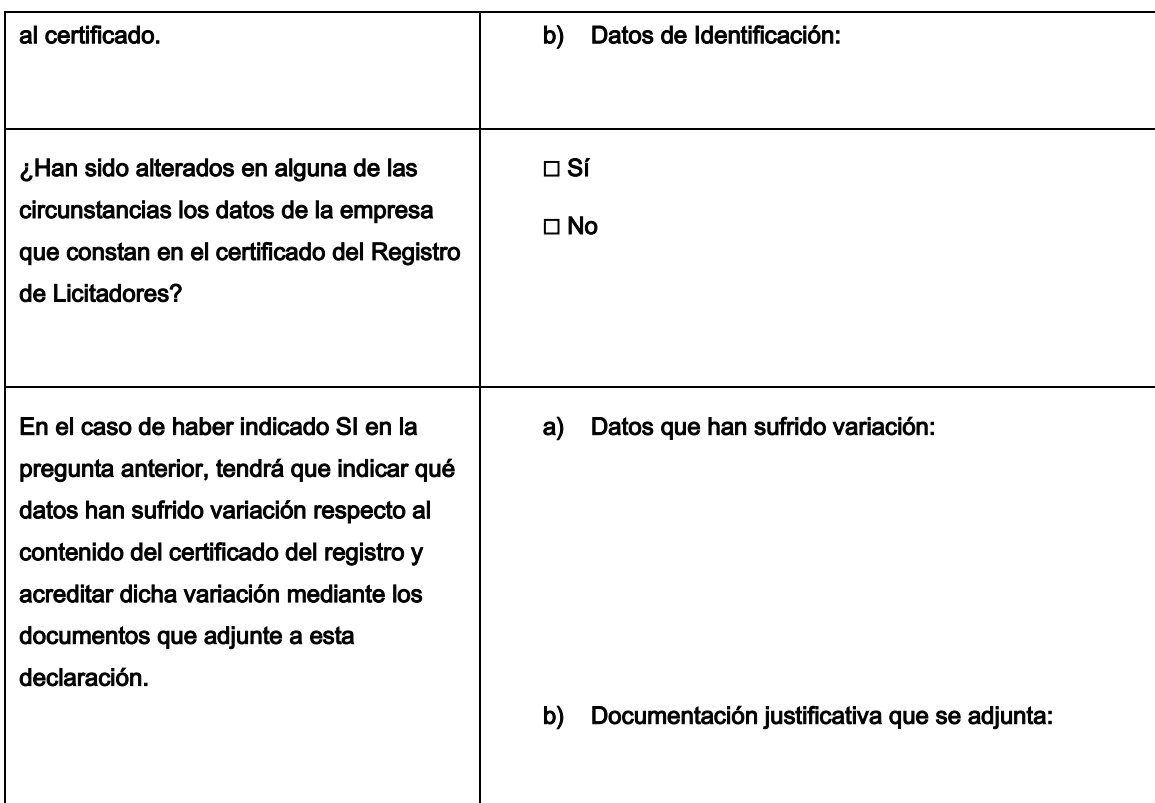 al certificado.
b) Datos de Identificación:
¿Han sido alterados en alguna de las
circunstancias los datos de la empresa
que constan en el certificado del Registro
de Licitadores?
□ Sí
□ No
En el caso de haber indicado SI en la
pregunta anterior, tendrá que indicar qué
datos han sufrido variación respecto al
contenido del certificado del registro y
acreditar dicha variación mediante los
documentos que adjunte a esta
declaración.
a) Datos que han sufrido variación:
b) Documentación justificativa que se adjunta: